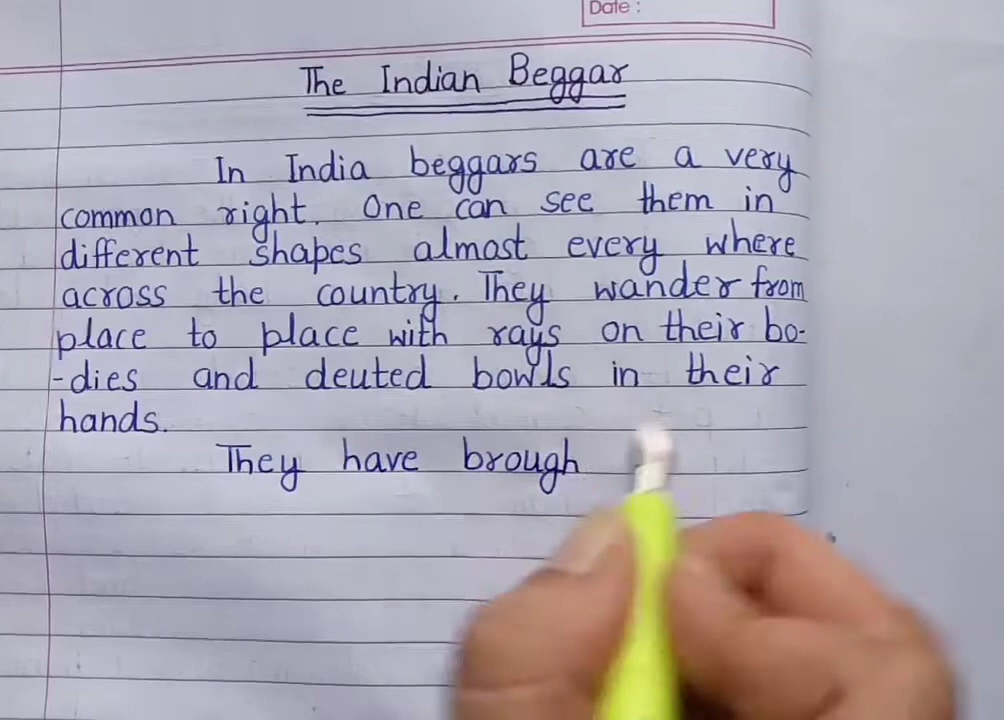 Date :
The Indian Beggar
In India beggars are a very
common right. One can see them in
different shapes almost every where
across the country. They wander from
place to place with rays on their bo-
-dies and deuted bowls in their
hands.
They have brough